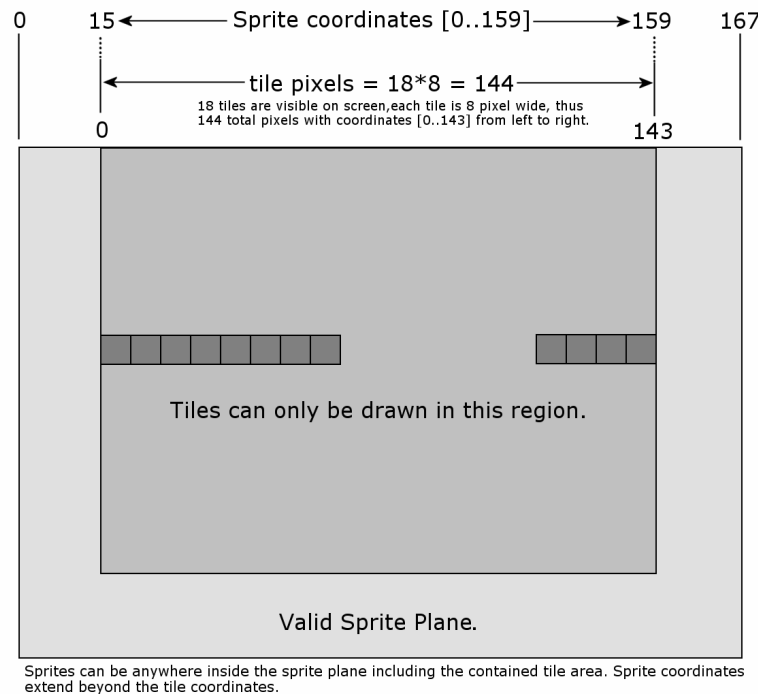 0 15 Sprite coordinates [0..159] 159 167
tile pixels = 18*8 = 144
18 tiles are visible on screen,each tile is 8 pixel wide, thus
144 total pixels with coordinates [0..143] from left to right.
0 143
Tiles can only be drawn in this region.
Valid Sprite Plane.
Sprites can be anywhere inside the sprite plane including the contained tile area. Sprite coordinates
extend beyond the tile coordinates.